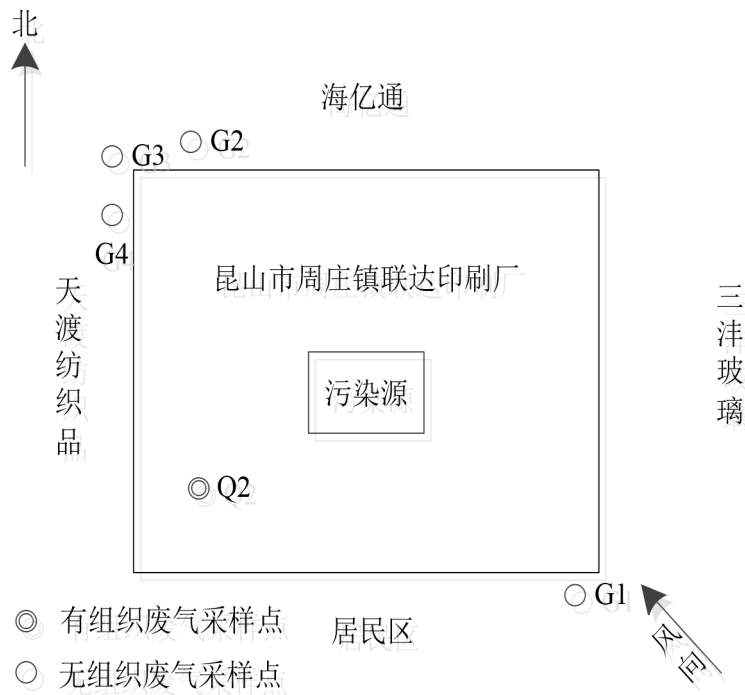 北
海亿通
G2
G3
G4
昆山市周庄镇联达印刷厂
天渡纺织品
三沣玻璃
污染源
Q2
G1
风向
有组织废气采样点
居民区
无组织废气采样点